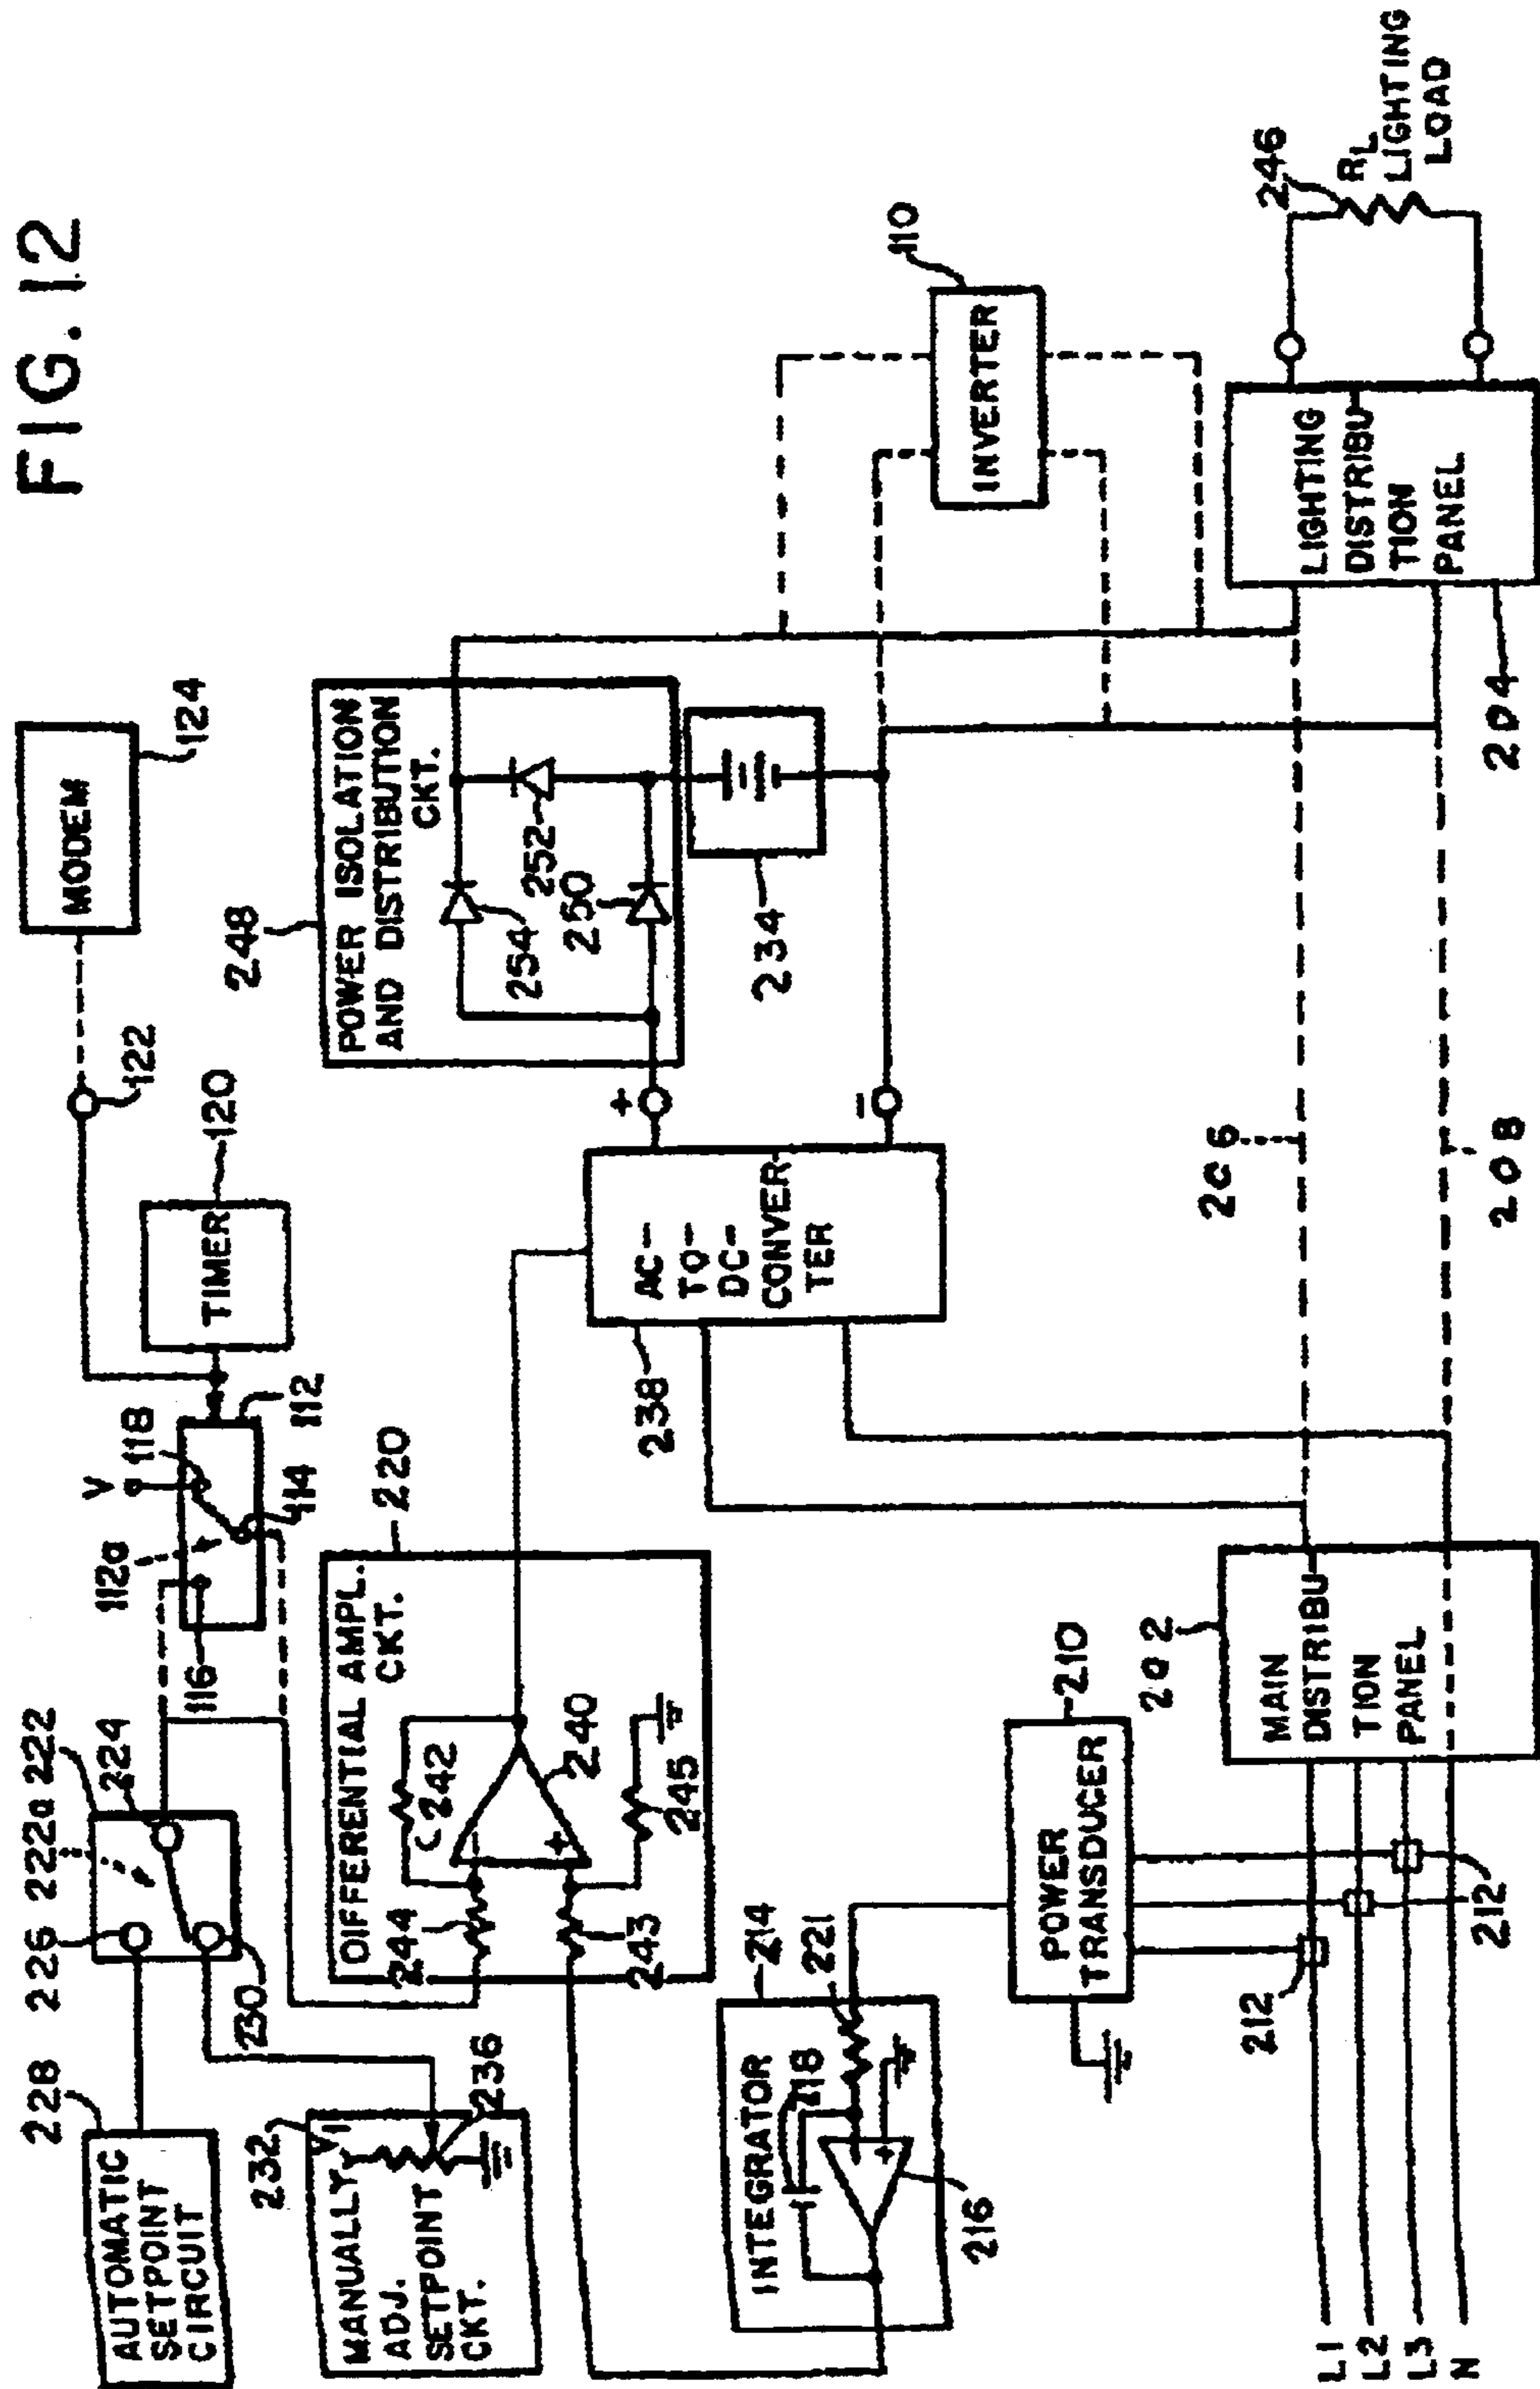 FIG. 12
MODEM
124
122
TIMER
120
112
118
V
114
112a
116
222
222a
224
226
230
228
AUTOMATIC
SETPOINT
CIRCUIT
232
MANUALLY
ADJ.
SETPOINT
CKT.
V1
236
DIFFERENTIAL AMPL.
CKT.
220
242
240
244
243
245
-
+
INTEGRATOR
214
218
221
216
-
+
POWER
TRANSDUCER
210
212
212
L1
L2
L3
N
MAIN
DISTRIBU-
TION
PANEL
202
AC-
TO-
DC-
CONVER-
TER
238
+
-
248
POWER ISOLATION
AND DISTRIBUTION
CKT.
252
254
250
234
INVERTER
110
206
208
LIGHTING
DISTRIBU-
TION
PANEL
204
246
RL
LIGHTING
LOAD